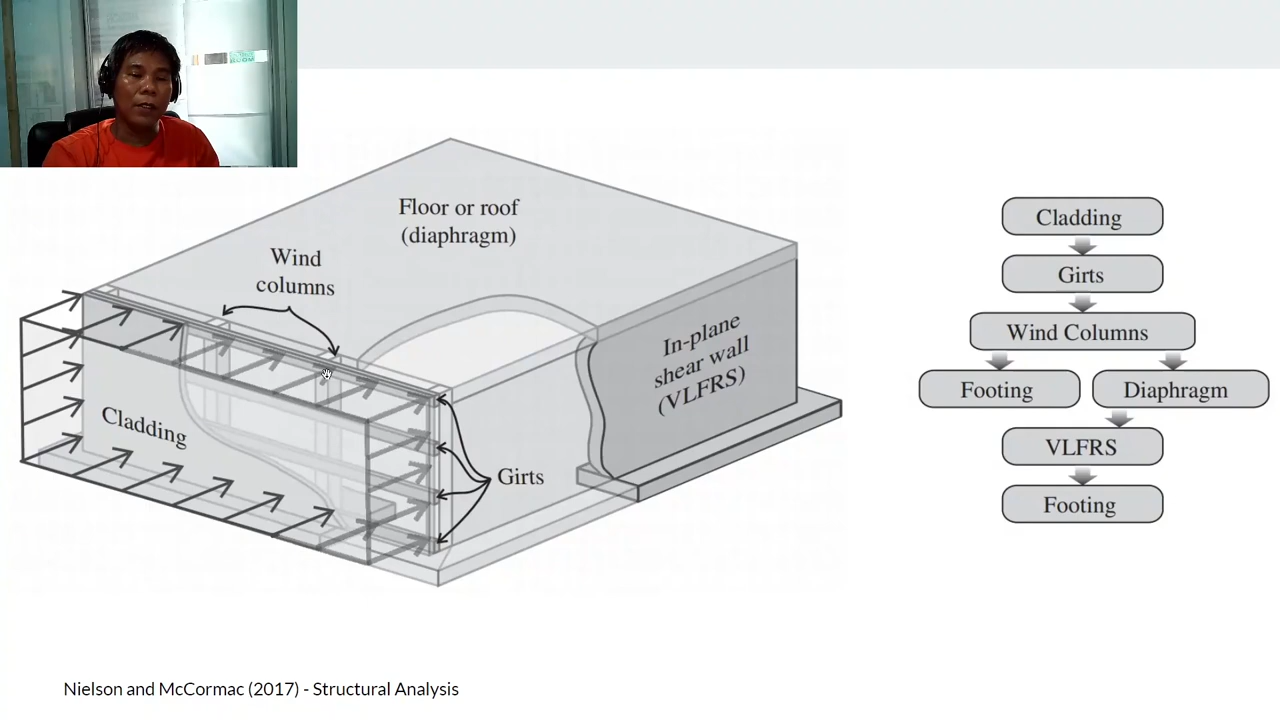 Floor or roof
(diaphragm)
Wind
columns
In-plane
shear wall
(VLFRS)
Cladding
Girts
Cladding
Girts
Wind Columns
Footing
Diaphragm
VLFRS
Footing
Nielson and McCormac (2017) - Structural Analysis